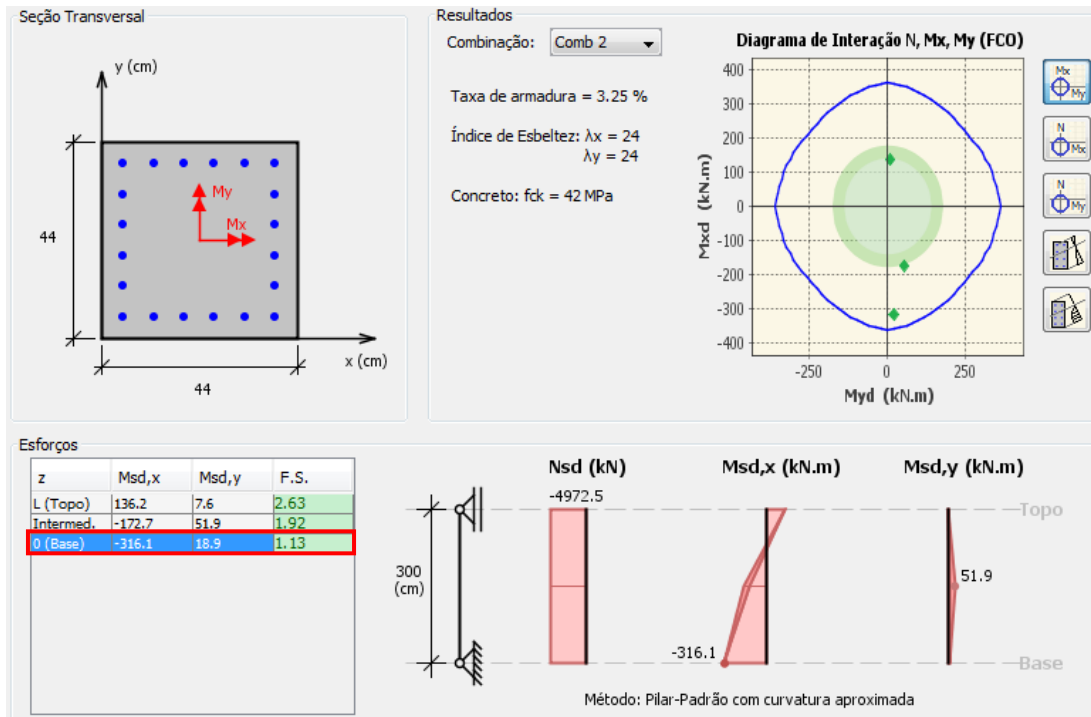 Seção Transversal
y (cm)
My
Mx
44
x (cm)
44
Resultados
Combinação: Comb 2
Taxa de armadura = 3.25 %
Índice de Esbeltez: λx = 24
λy = 24
Concreto: fck = 42 MPa
Diagrama de Interação N, Mx, My (FCO)
400
300
200
100
0
-100
-200
-300
-400
Mxd (kN.m)
-250 0 250
Myd (kN.m)
Mx
My
N
Mx
N
My
Esforços
z Msd,x Msd,y F.S.
L (Topo) 136.2 7.6 2.63
Intermed. -172.7 51.9 1.92
0 (Base) -316.1 18.9 1.13
Nsd (kN) Msd,x (kN.m) Msd,y (kN.m)
-4972.5
Topo
300
(cm)
51.9
-316.1
Base
Método: Pilar-Padrão com curvatura aproximada